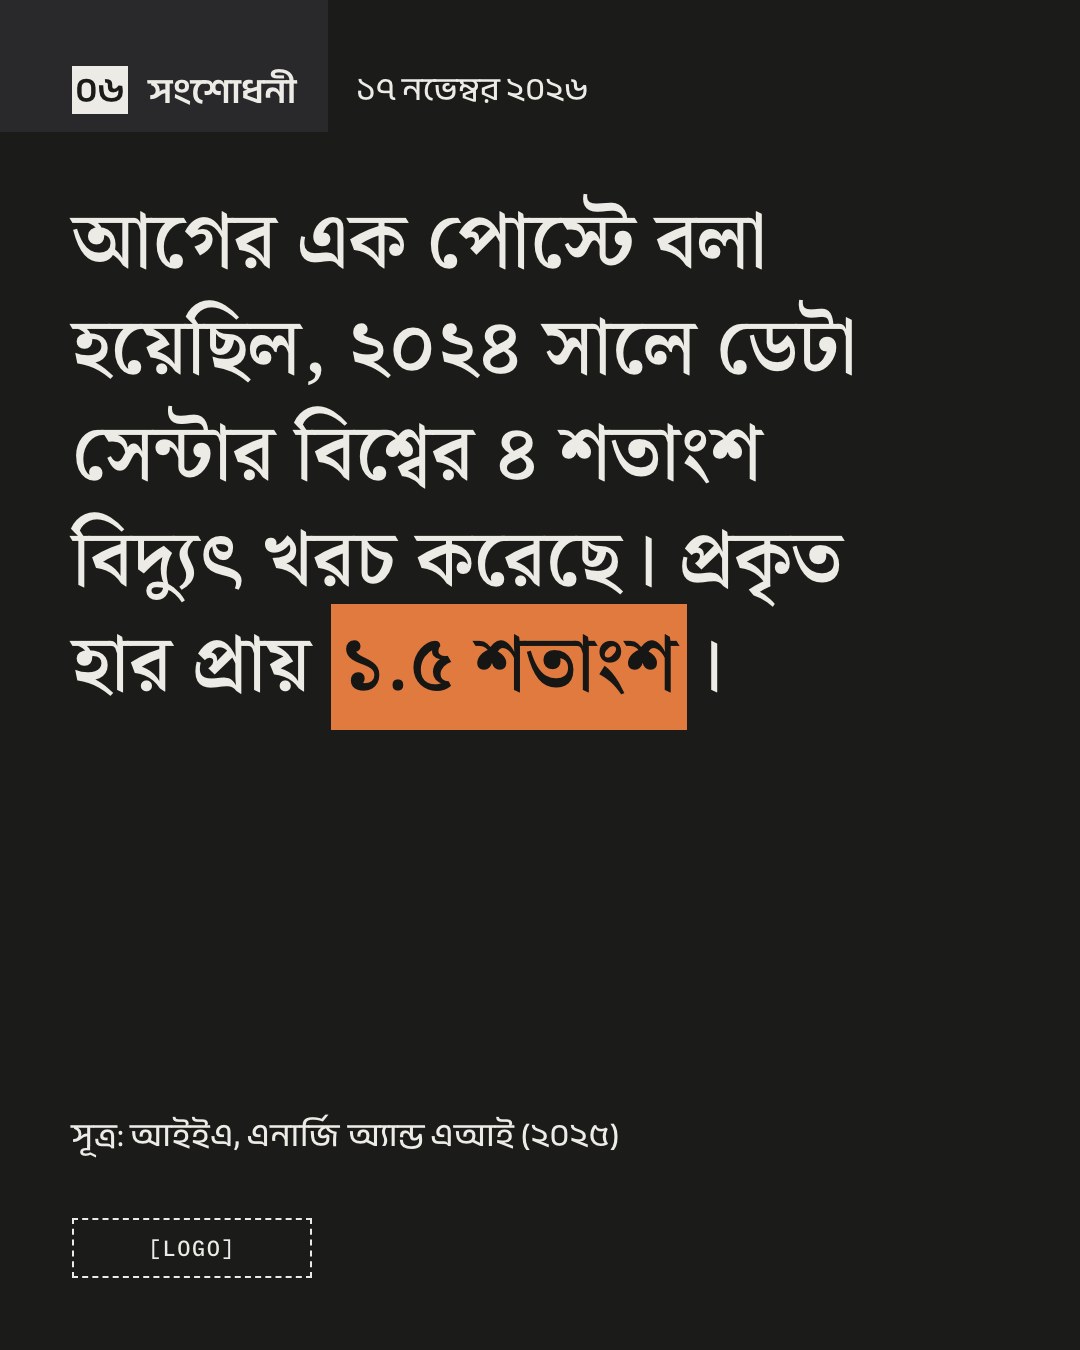 ০৬ সংশোধনী ১৭ নভেম্বর ২০২৬
আগের এক পোস্টে বলা
হয়েছিল, ২০২৪ সালে ডেটা
সেন্টার বিশ্বের ৪ শতাংশ
বিদ্যুৎ খরচ করেছে। প্রকৃত
হার প্রায় ১.৫ শতাংশ।
সূত্র: আইইএ, এনার্জি অ্যান্ড এআই (২০২৫)
[LOGO]